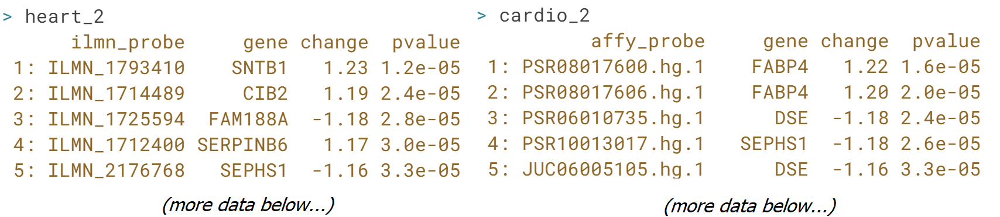 > heart_2
ilmn_probe gene change pvalue
1: ILMN_1793410 SNTB1 1.23 1.2e-05
2: ILMN_1714489 CIB2 1.19 2.4e-05
3: ILMN_1725594 FAM188A -1.18 2.8e-05
4: ILMN_1712400 SERPINB6 1.17 3.0e-05
5: ILMN_2176768 SEPHS1 -1.16 3.3e-05
(more data below...)
> cardio_2
affy_probe gene change pvalue
1: PSR08017600.hg.1 FABP4 1.22 1.6e-05
2: PSR08017606.hg.1 FABP4 1.20 2.0e-05
3: PSR06010735.hg.1 DSE -1.18 2.4e-05
4: PSR10013017.hg.1 SEPHS1 -1.18 2.6e-05
5: JUC06005105.hg.1 DSE -1.16 3.3e-05
(more data below...)